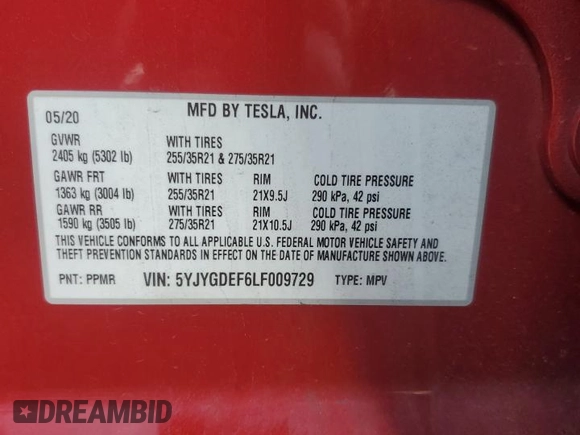 05/20 MFD BY TESLA, INC.
GVWR WITH TIRES
2405 kg (5302 lb) 255/35R21 & 275/35R21
GAWR FRT WITH TIRES RIM COLD TIRE PRESSURE
1363 kg (3004 lb) 255/35R21 21X9.5J 290 kPa, 42 psi
GAWR RR WITH TIRES RIM COLD TIRE PRESSURE
1590 kg (3505 lb) 275/35R21 21X10.5J 290 kPa, 42 psi
THIS VEHICLE CONFORMS TO ALL APPLICABLE U.S. FEDERAL MOTOR VEHICLE SAFETY AND
THEFT PREVENTION STANDARDS IN EFFECT ON THE DATE OF MANUFACTURE SHOWN ABOVE.
PNT: PPMR VIN: 5YJYGDEF6LF009729 TYPE: MPV
DREAMBID